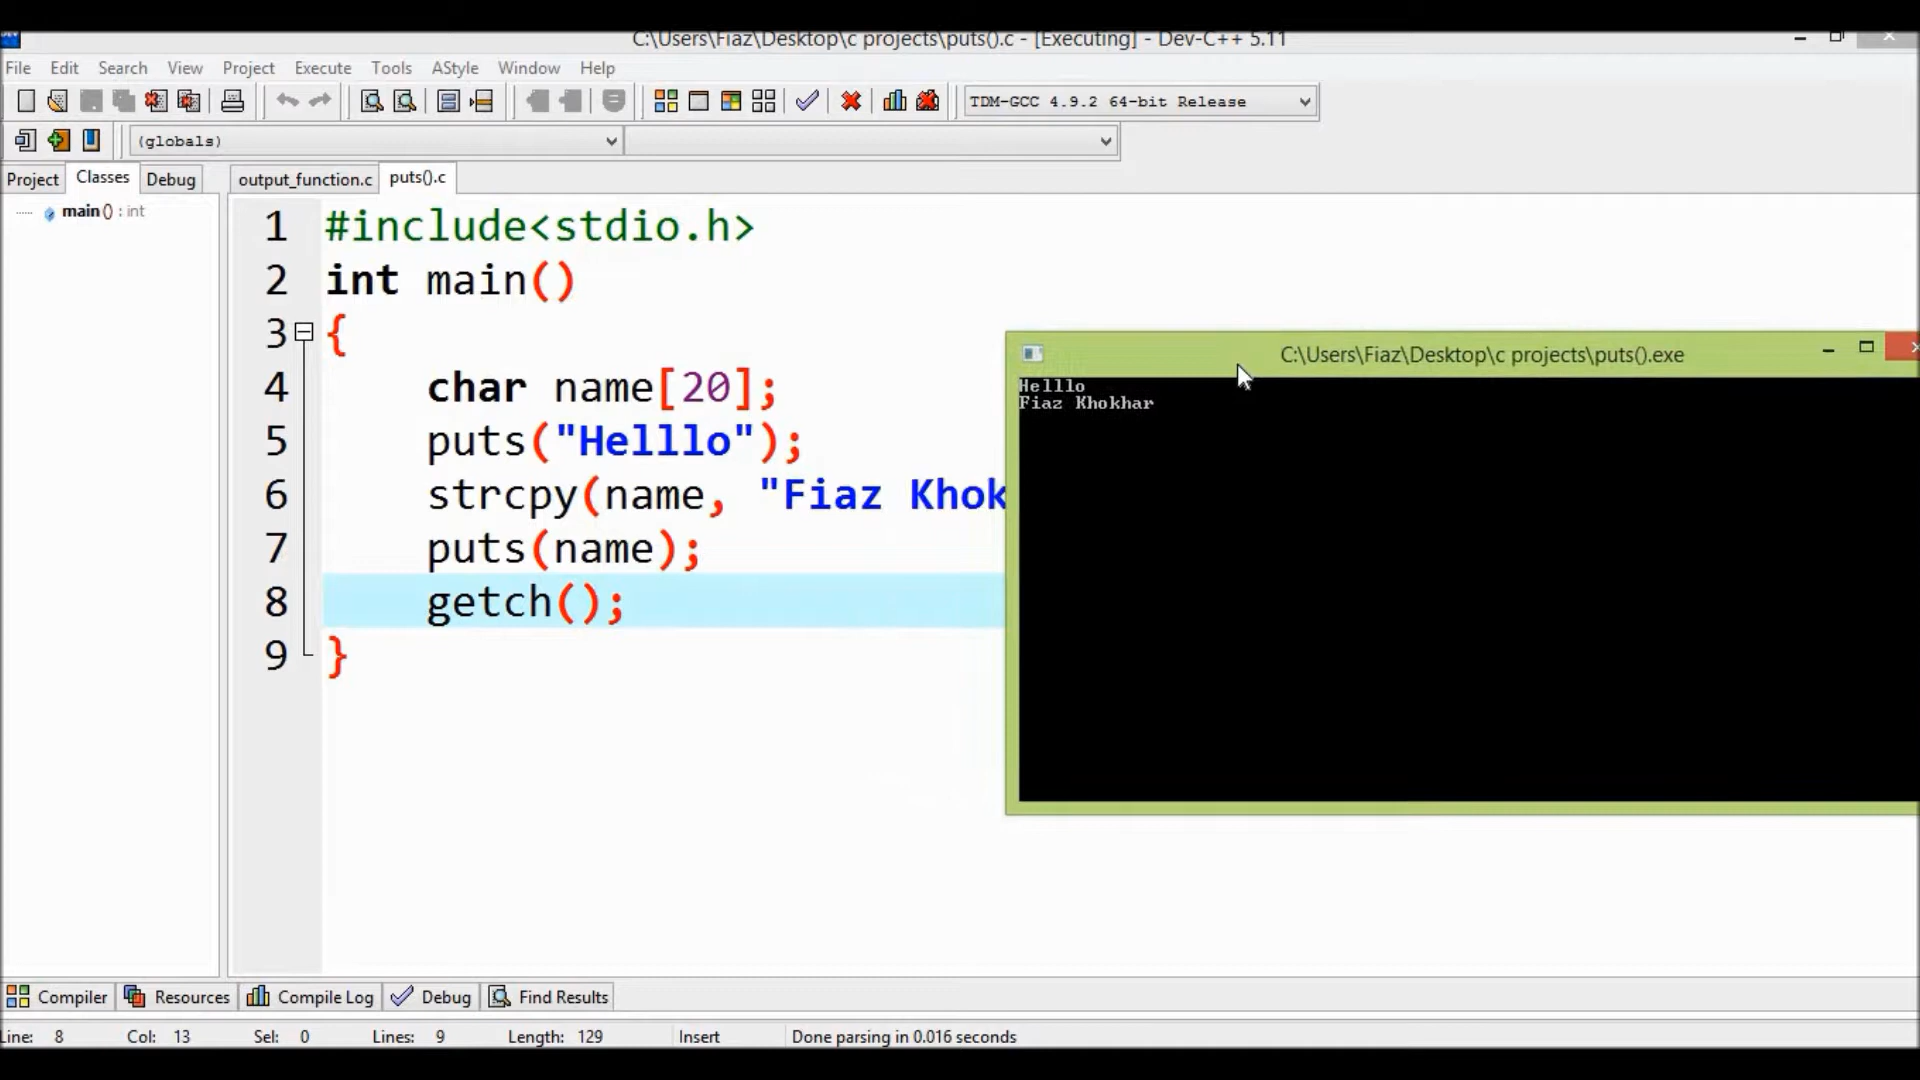 C:\Users\Fiaz\Desktop\c projects\puts().c - [Executing] - Dev-C++ 5.11
File Edit Search View Project Execute Tools AStyle Window Help
TDM-GCC 4.9.2 64-bit Release
(globals)
Project Classes Debug output_function.c puts().c
main() : int
1 #include<stdio.h>
2 int main()
3 {
4 char name[20];
5 puts("Helllo");
6 strcpy(name, "Fiaz Khok
7 puts(name);
8 getch();
9 }
C:\Users\Fiaz\Desktop\c projects\puts().exe
Helllo
Fiaz Khokhar
Compiler Resources Compile Log Debug Find Results
Line: 8 Col: 13 Sel: 0 Lines: 9 Length: 129 Insert Done parsing in 0.016 seconds